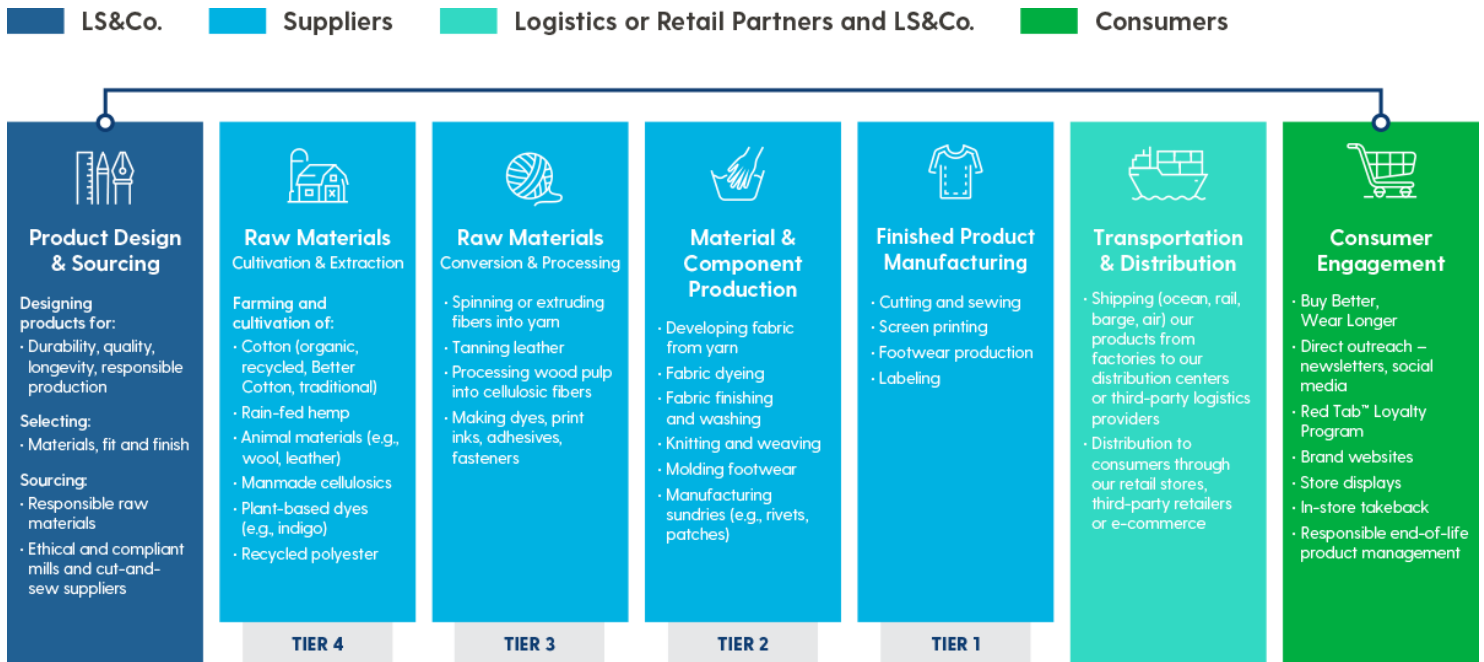 LS&Co.
Suppliers
Logistics or Retail Partners and LS&Co.
Consumers
Product Design
& Sourcing
Designing
products for:
· Durability, quality,
longevity, responsible
production
Selecting:
· Materials, fit and finish
Sourcing:
· Responsible raw
materials
· Ethical and compliant
mills and cut-and-
sew suppliers
Raw Materials
Cultivation & Extraction
Farming and
cultivation of:
· Cotton (organic,
recycled, Better
Cotton, traditional)
· Rain-fed hemp
· Animal materials (e.g.,
wool, leather)
· Manmade cellulosics
· Plant-based dyes
(e.g., indigo)
· Recycled polyester
TIER 4
Raw Materials
Conversion & Processing
· Spinning or extruding
fibers into yarn
· Tanning leather
· Processing wood pulp
into cellulosic fibers
· Making dyes, print
inks, adhesives,
fasteners
TIER 3
Material &
Component
Production
· Developing fabric
from yarn
· Fabric dyeing
· Fabric finishing
and washing
· Knitting and weaving
· Molding footwear
· Manufacturing
sundries (e.g., rivets,
patches)
TIER 2
Finished Product
Manufacturing
· Cutting and sewing
· Screen printing
· Footwear production
· Labeling
TIER 1
Transportation
& Distribution
· Shipping (ocean, rail,
barge, air) our
products from
factories to our
distribution centers
or third-party logistics
providers
· Distribution to
consumers through
our retail stores,
third-party retailers
or e-commerce
Consumer
Engagement
· Buy Better,
Wear Longer
· Direct outreach –
newsletters, social
media
· Red Tab™ Loyalty
Program
· Brand websites
· Store displays
· In-store takeback
· Responsible end-of-life
product management